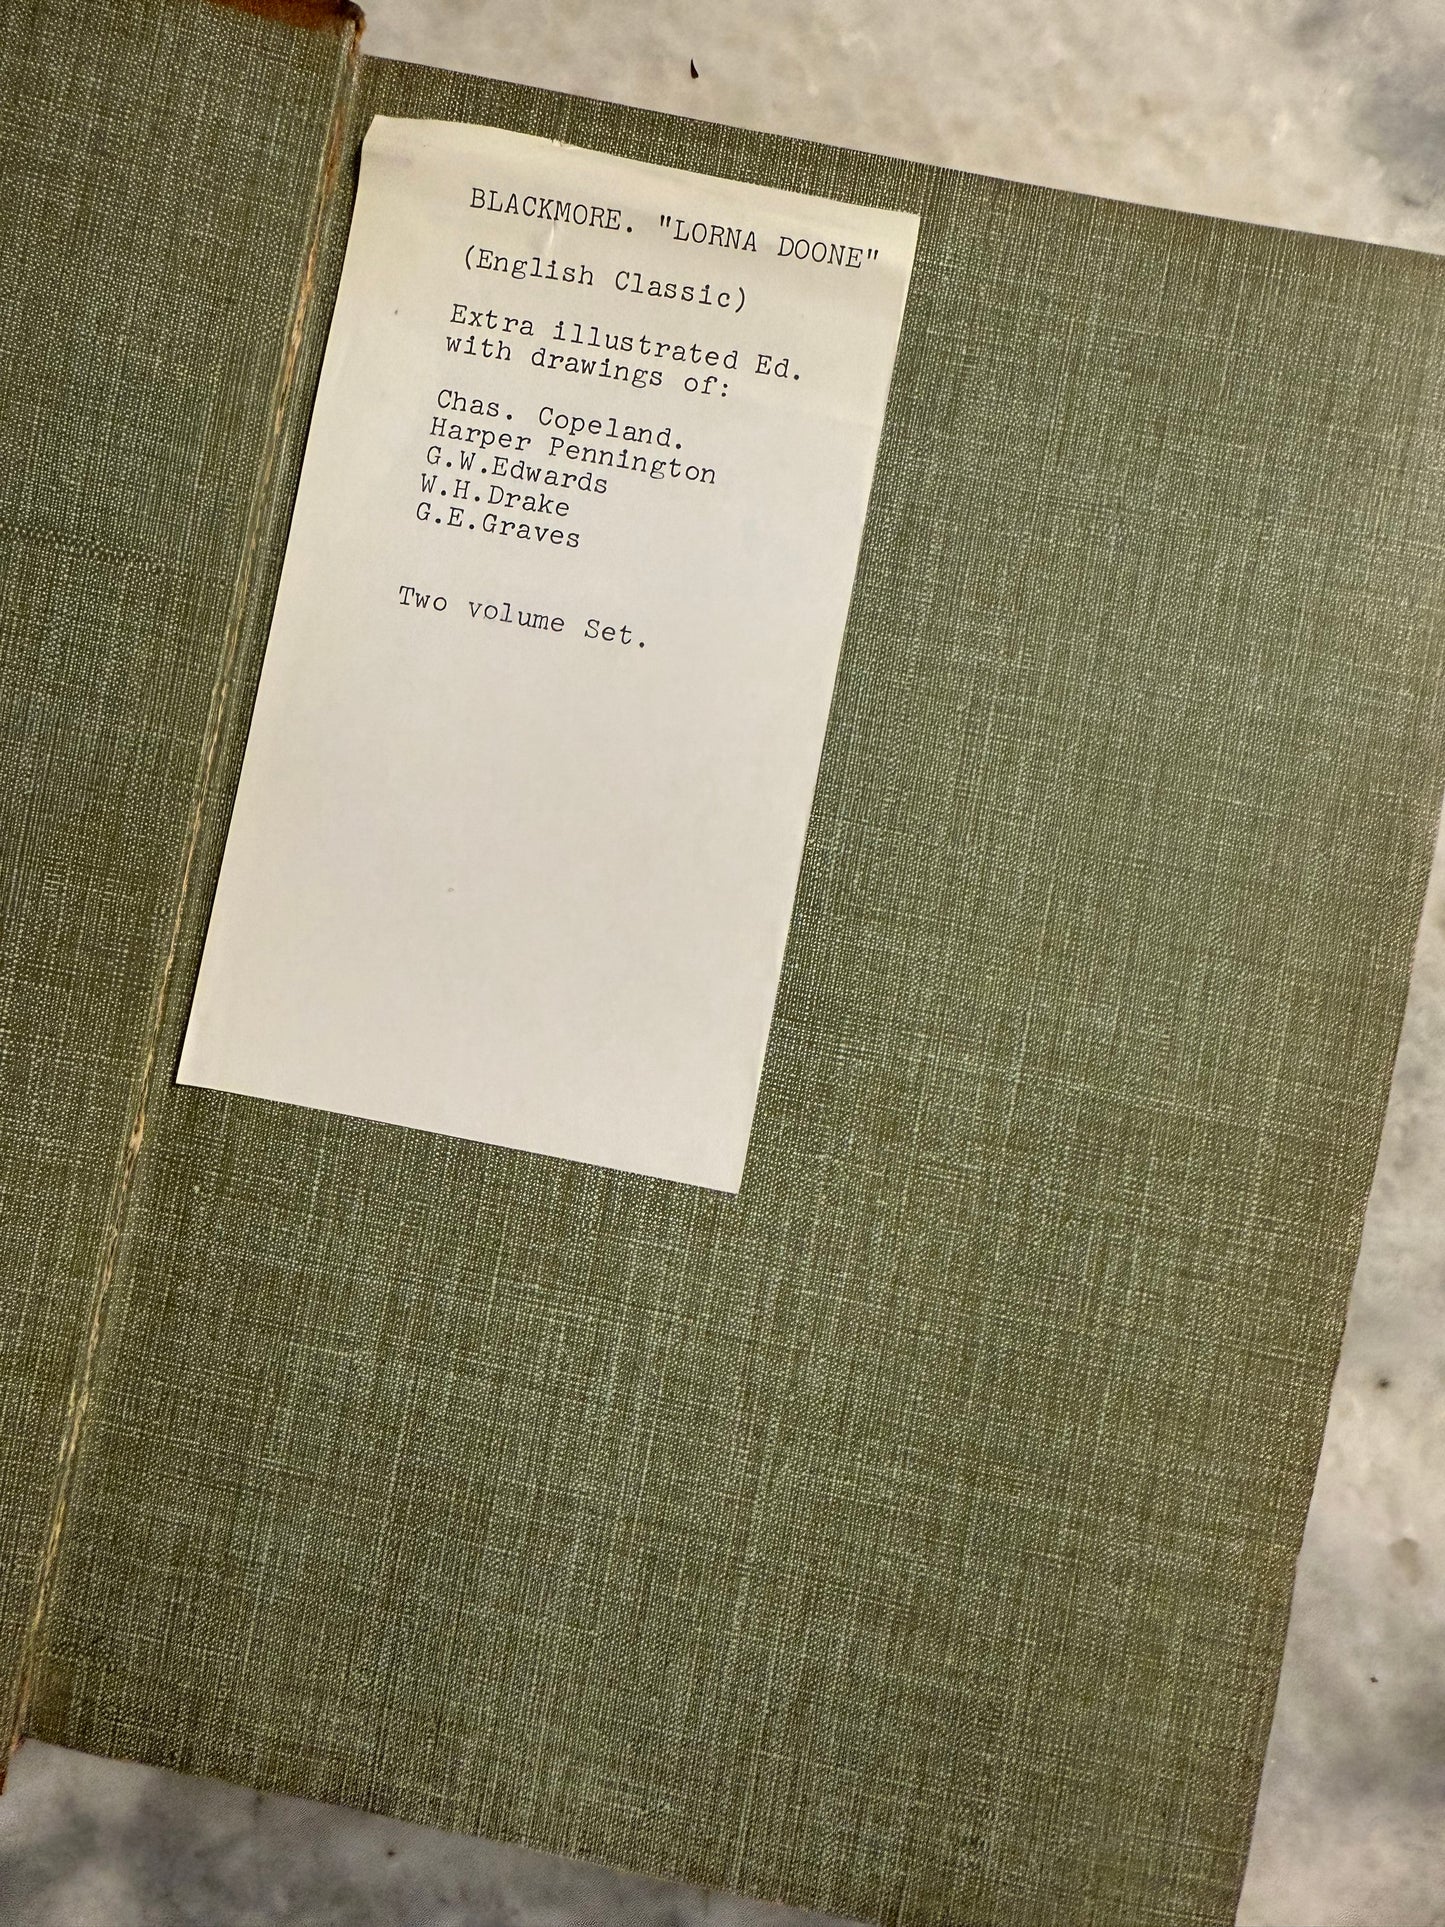 BLACKMORE. "LORNA DOONE"
(English Classic)
Extra illustrated Ed.
with drawings of:
Chas. Copeland.
Harper Pennington
G.W.Edwards
W.H.Drake
G.E.Graves
Two volume Set.